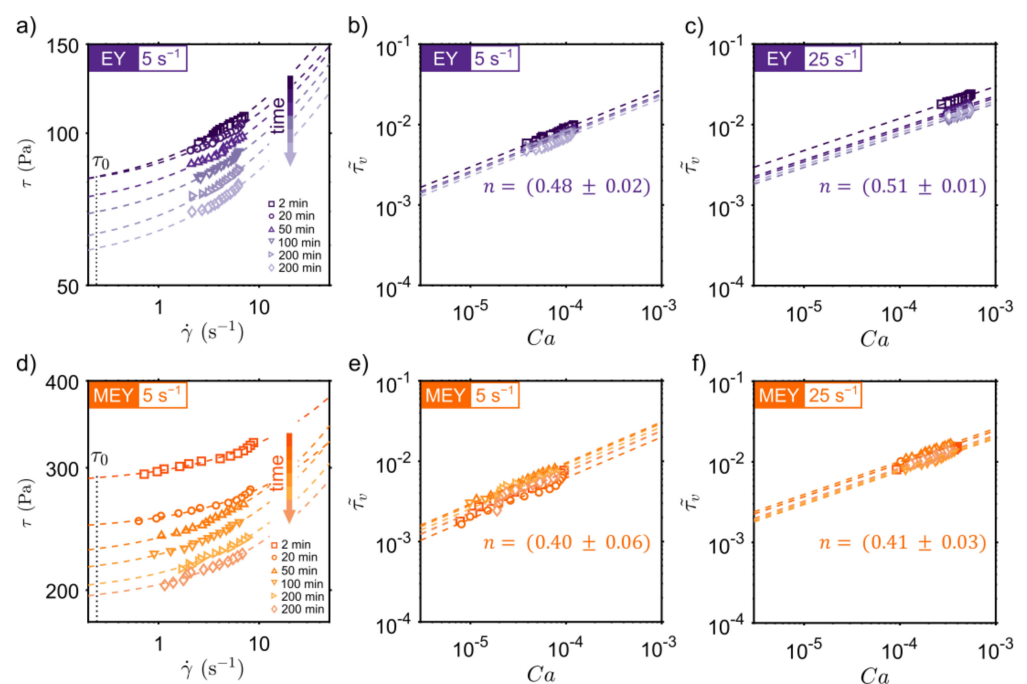 a)
EY 5 s⁻¹
150
100
50
τ (Pa)
τ₀
time
2 min
20 min
50 min
100 min
200 min
200 min
1
10
γ̇ (s⁻¹)
b)
EY 5 s⁻¹
10⁻¹
10⁻²
10⁻³
10⁻⁴
τ̃ᵥ
n = (0.48 ± 0.02)
10⁻⁵
10⁻⁴
10⁻³
Ca
c)
EY 25 s⁻¹
10⁻¹
10⁻²
10⁻³
10⁻⁴
τ̃ᵥ
n = (0.51 ± 0.01)
10⁻⁵
10⁻⁴
10⁻³
Ca
d)
MEY 5 s⁻¹
400
300
200
τ (Pa)
τ₀
time
2 min
20 min
50 min
100 min
200 min
200 min
1
10
γ̇ (s⁻¹)
e)
MEY 5 s⁻¹
10⁻¹
10⁻²
10⁻³
10⁻⁴
τ̃ᵥ
n = (0.40 ± 0.06)
10⁻⁵
10⁻⁴
10⁻³
Ca
f)
MEY 25 s⁻¹
10⁻¹
10⁻²
10⁻³
10⁻⁴
τ̃ᵥ
n = (0.41 ± 0.03)
10⁻⁵
10⁻⁴
10⁻³
Ca